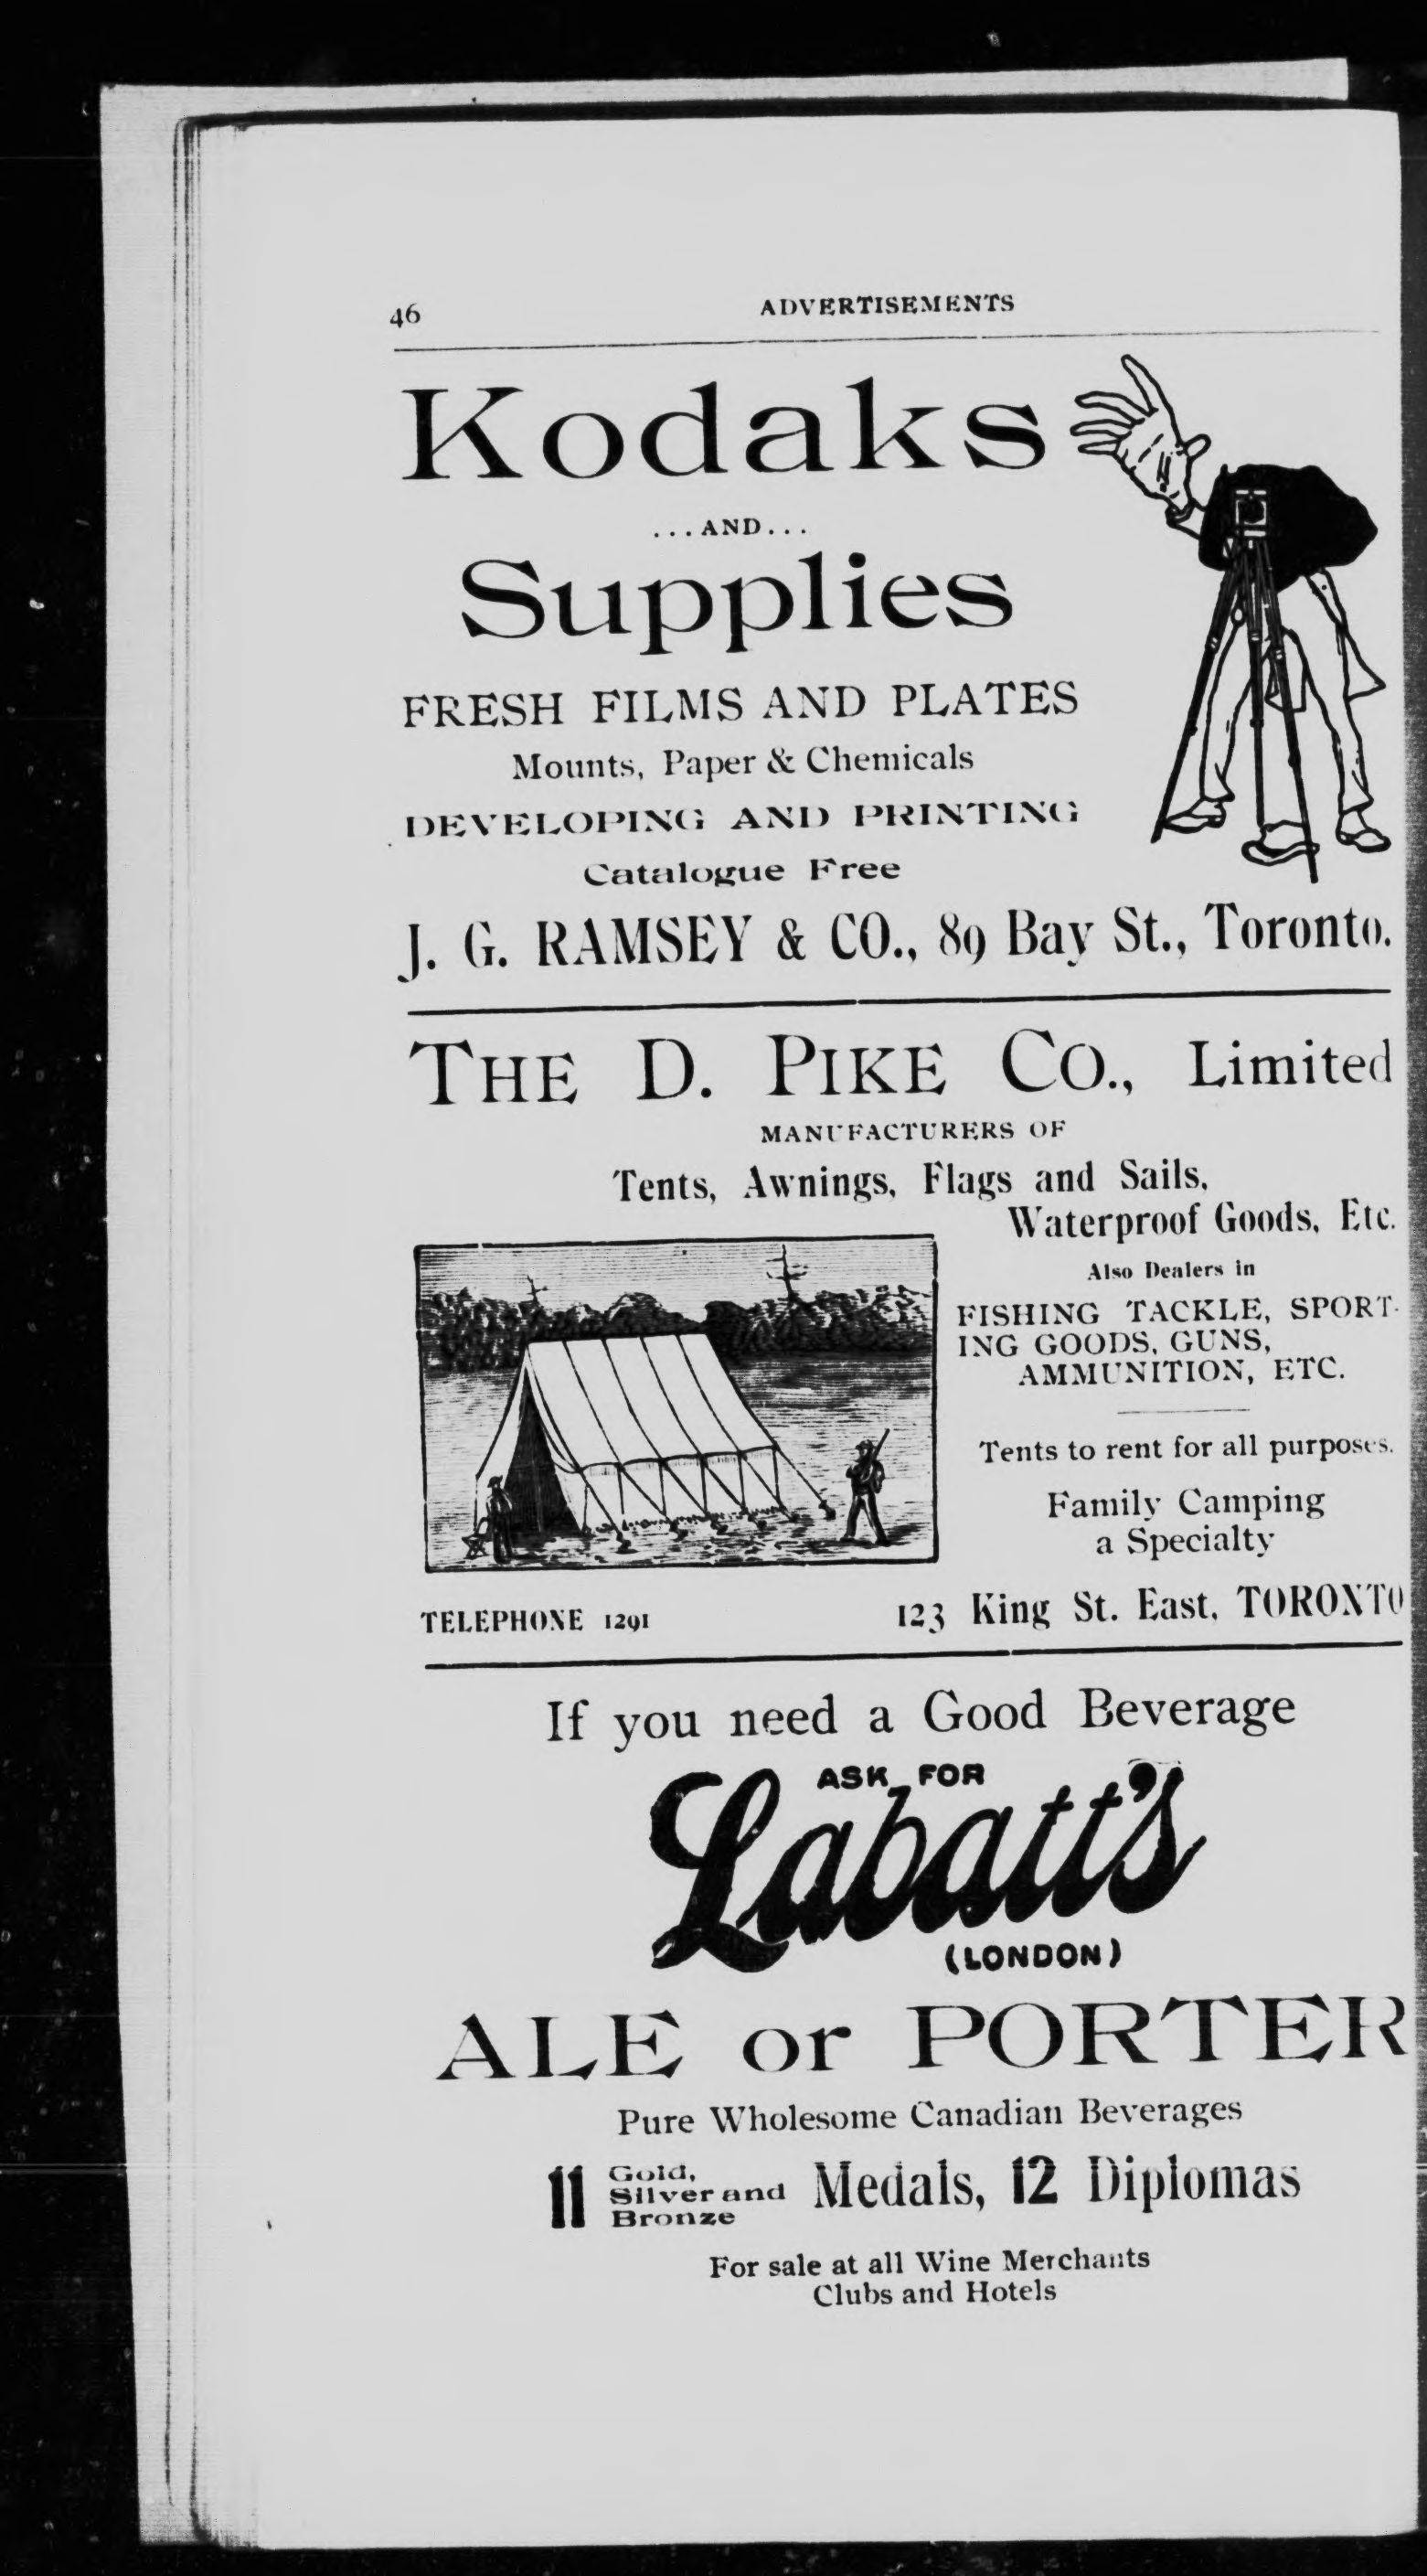 46
ADVERTISEMENTS
Kodaks
...AND...
Supplies
FRESH FILMS AND PLATES
Mounts, Paper & Chemicals
DEVELOPING AND PRINTING
Catalogue Free
J. G. RAMSEY & CO., 89 Bay St., Toronto.
THE D. PIKE CO., Limited
MANUFACTURERS OF
Tents, Awnings, Flags and Sails,
Waterproof Goods, Etc.
Also Dealers in
FISHING TACKLE, SPORT-
ING GOODS, GUNS,
AMMUNITION, ETC.
Tents to rent for all purposes.
Family Camping
a Specialty
TELEPHONE 1291
123 King St. East, TORONTO
If you need a Good Beverage
ASK FOR
Labatt's
(LONDON)
ALE or PORTER
Pure Wholesome Canadian Beverages
11 Gold, Silver and Bronze Medals, 12 Diplomas
For sale at all Wine Merchants
Clubs and Hotels